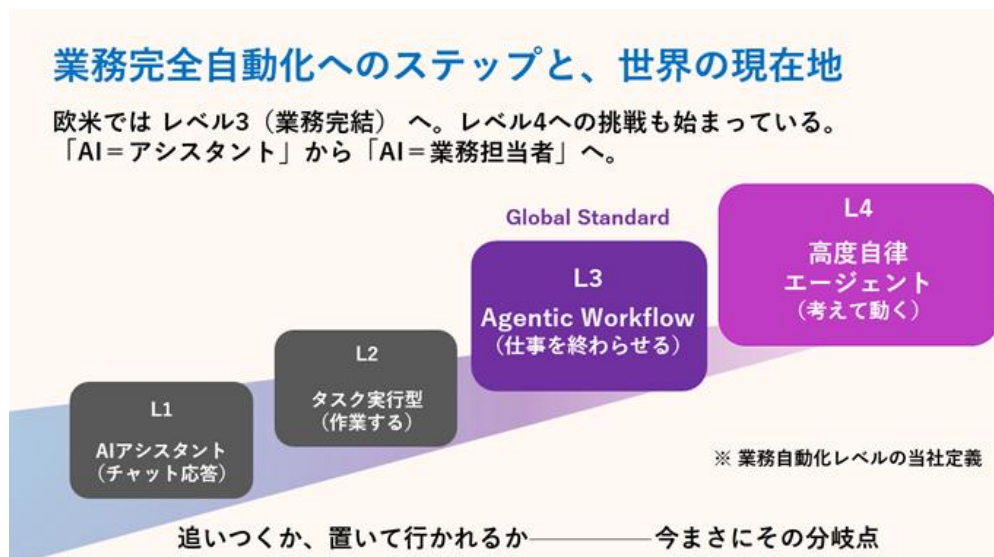 業務完全自動化へのステップと、世界の現在地
欧米では レベル3（業務完結） へ。レベル4への挑戦も始まっている。
「AI＝アシスタント」から「AI＝業務担当者」へ。
L1
AIアシスタント
（チャット応答）
L2
タスク実行型
（作業する）
Global Standard
L3
Agentic Workflow
（仕事を終わらせる）
L4
高度自律
エージェント
（考えて動く）
※ 業務自動化レベルの当社定義
追いつくか、置いて行かれるか―――――今まさにその分岐点